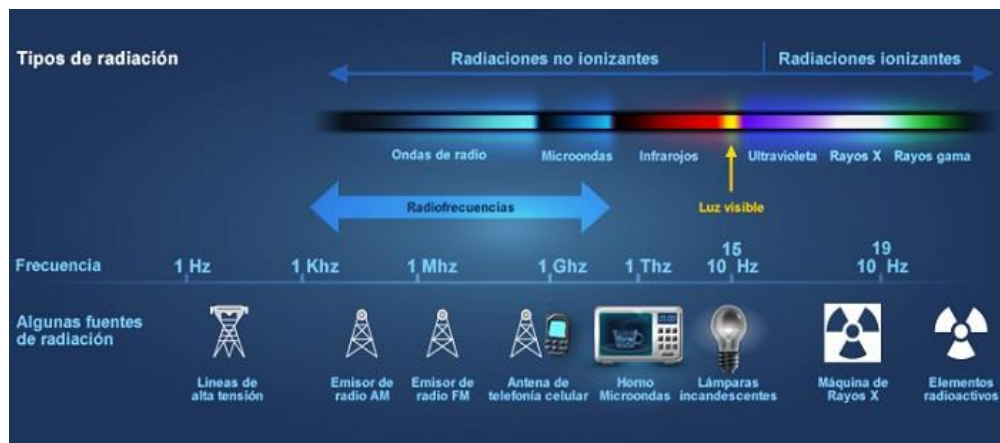 Tipos de radiación
Radiaciones no ionizantes
Radiaciones ionizantes
Ondas de radio
Microondas
Infrarojos
Ultravioleta
Rayos X
Rayos gama
Radiofrecuencias
Luz visible
Frecuencia
1 Hz
1 Khz
1 Mhz
1 Ghz
1 Thz
10 15 Hz
10 19 Hz
Algunas fuentes
de radiación
Lineas de
alta tensión
Emisor de
radio AM
Emisor de
radio FM
Antena de
telefonía celular
Horno
Microondas
Lámparas
incandescentes
Máquina de
Rayos X
Elementos
radioactivos